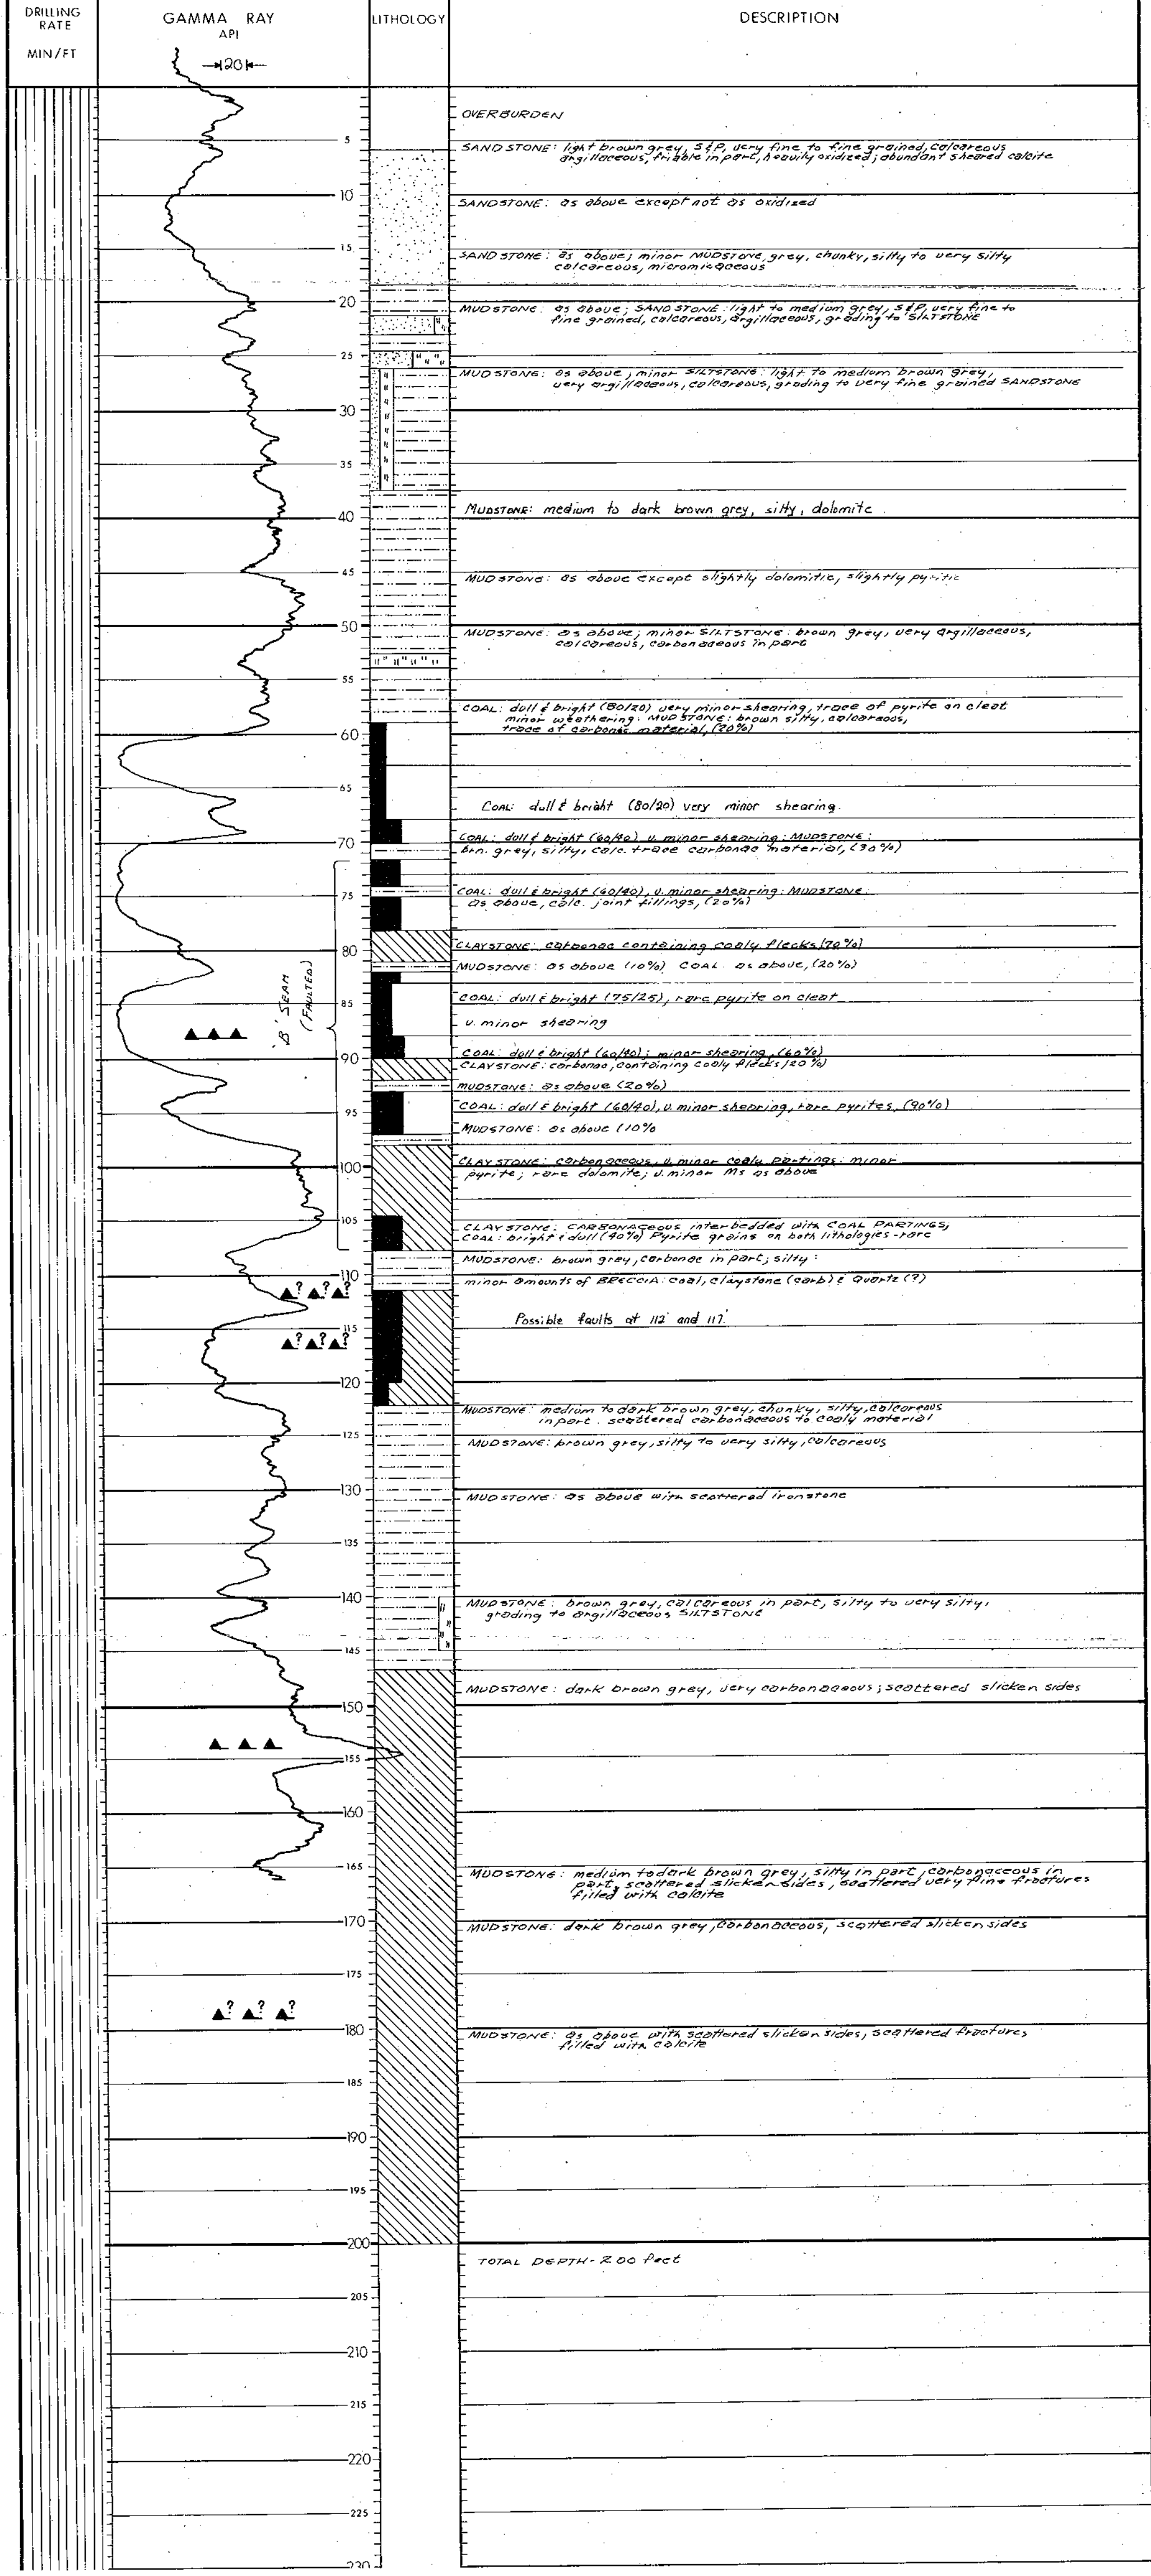 DRILLING RATE
MIN/FT
GAMMA RAY
API
20
LITHOLOGY
DESCRIPTION
OVERBURDEN
5
SANDSTONE: light brown grey, S&P, very fine to fine grained, calcareous
argillaceous, friable in part, heavily oxidized; abundant sheared calcite
10
SANDSTONE: as above except not as oxidized
15
SANDSTONE: as above; minor MUDSTONE, grey, chunky, silty to very silty
calcareous, micromicaceous
20
MUDSTONE: as above; SANDSTONE: light to medium grey, S&P, very fine to
fine grained, calcareous, argillaceous, grading to SILTSTONE
25
MUDSTONE: as above; minor SILTSTONE: light to medium brown grey,
very argillaceous, calcareous, grading to very fine grained SANDSTONE
30
35
MUDSTONE: medium to dark brown grey, silty, dolomite
40
45
MUDSTONE: as above except slightly dolomitic, slightly pyritic
50
MUDSTONE: as above; minor SILTSTONE: brown grey, very argillaceous,
calcareous, carbonaceous in part
55
COAL: dull & bright (80/20) very minor shearing, trace of pyrite on cleat
minor weathering. MUDSTONE: brown silty, calcareous,
trace of carbonac material, (20%)
60
65
COAL: dull & bright (80/20) very minor shearing.
70
COAL: dull & bright (60/40) v. minor shearing: MUDSTONE:
brn. grey, silty, calc. trace carbonac material, (30%)
75
COAL: dull & bright (60/40), v. minor shearing: MUDSTONE:
as above, calc. joint fillings, (20%)
80
CLAYSTONE: carbonac containing coaly flecks (70%)
MUDSTONE: as above (10%) COAL: as above, (20%)
'B' SEAM
(FAULTED)
85
COAL: dull & bright (75/25), rare pyrite on cleat
v. minor shearing
90
COAL: dull & bright (60/40); minor shearing, (60%)
CLAYSTONE: carbonac, containing coaly flecks (20%)
MUDSTONE: as above (20%)
95
COAL: dull & bright (60/40), v. minor shearing, rare pyrites, (90%)
MUDSTONE: as above (10%
100
CLAYSTONE: carbonaceous, v. minor coaly partings: minor
pyrite; rare dolomite; v. minor Ms as above
105
CLAYSTONE: CARBONACEOUS interbedded with COAL PARTINGS,
COAL: bright & dull (40%) Pyrite grains on both lithologies - rare
MUDSTONE: brown grey, carbonac in part; silty:
110
minor amounts of BRECCIA: coal, claystone (carb) & Quartz (?)
? ? ?
Possible faults at 112' and 117'
115
? ? ?
120
MUDSTONE: medium to dark brown grey, chunky, silty, calcareous
in part. scattered carbonaceous to coaly material
125
MUDSTONE: brown grey, silty to very silty, calcareous
130
MUDSTONE: as above with scattered ironstone
135
140
MUDSTONE: brown grey, calcareous in part, silty to very silty,
grading to argillaceous SILTSTONE
145
MUDSTONE: dark brown grey, very carbonaceous; scattered slicken sides
150
155
160
165
MUDSTONE: medium to dark brown grey, silty in part, carbonaceous in
part, scattered slickensides, scattered very fine fractures
filled with calcite
170
MUDSTONE: dark brown grey, carbonaceous, scattered slickensides
175
? ? ?
180
MUDSTONE: as above with scattered slickensides, scattered fractures
filled with calcite
185
190
195
200
TOTAL DEPTH - 200 feet
205
210
215
220
225
230